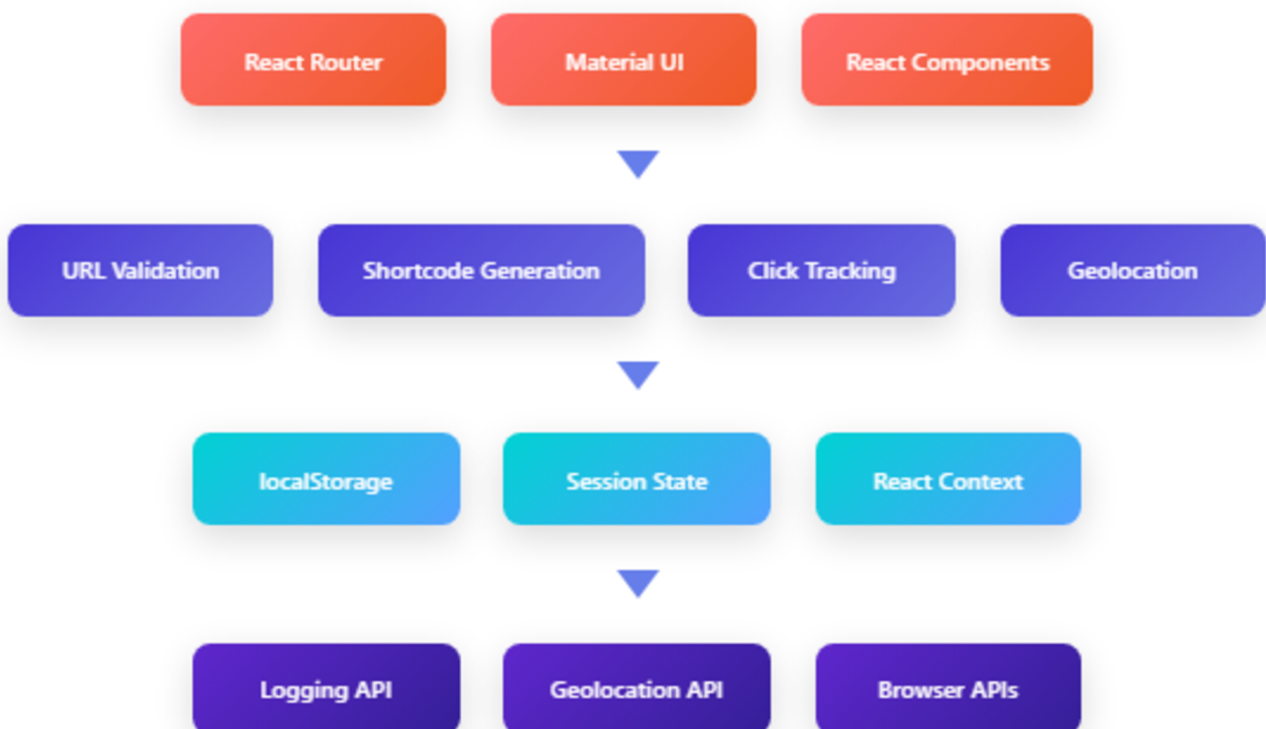 React Router
Material UI
React Components
URL Validation
Shortcode Generation
Click Tracking
Geolocation
localStorage
Session State
React Context
Logging API
Geolocation API
Browser APIs